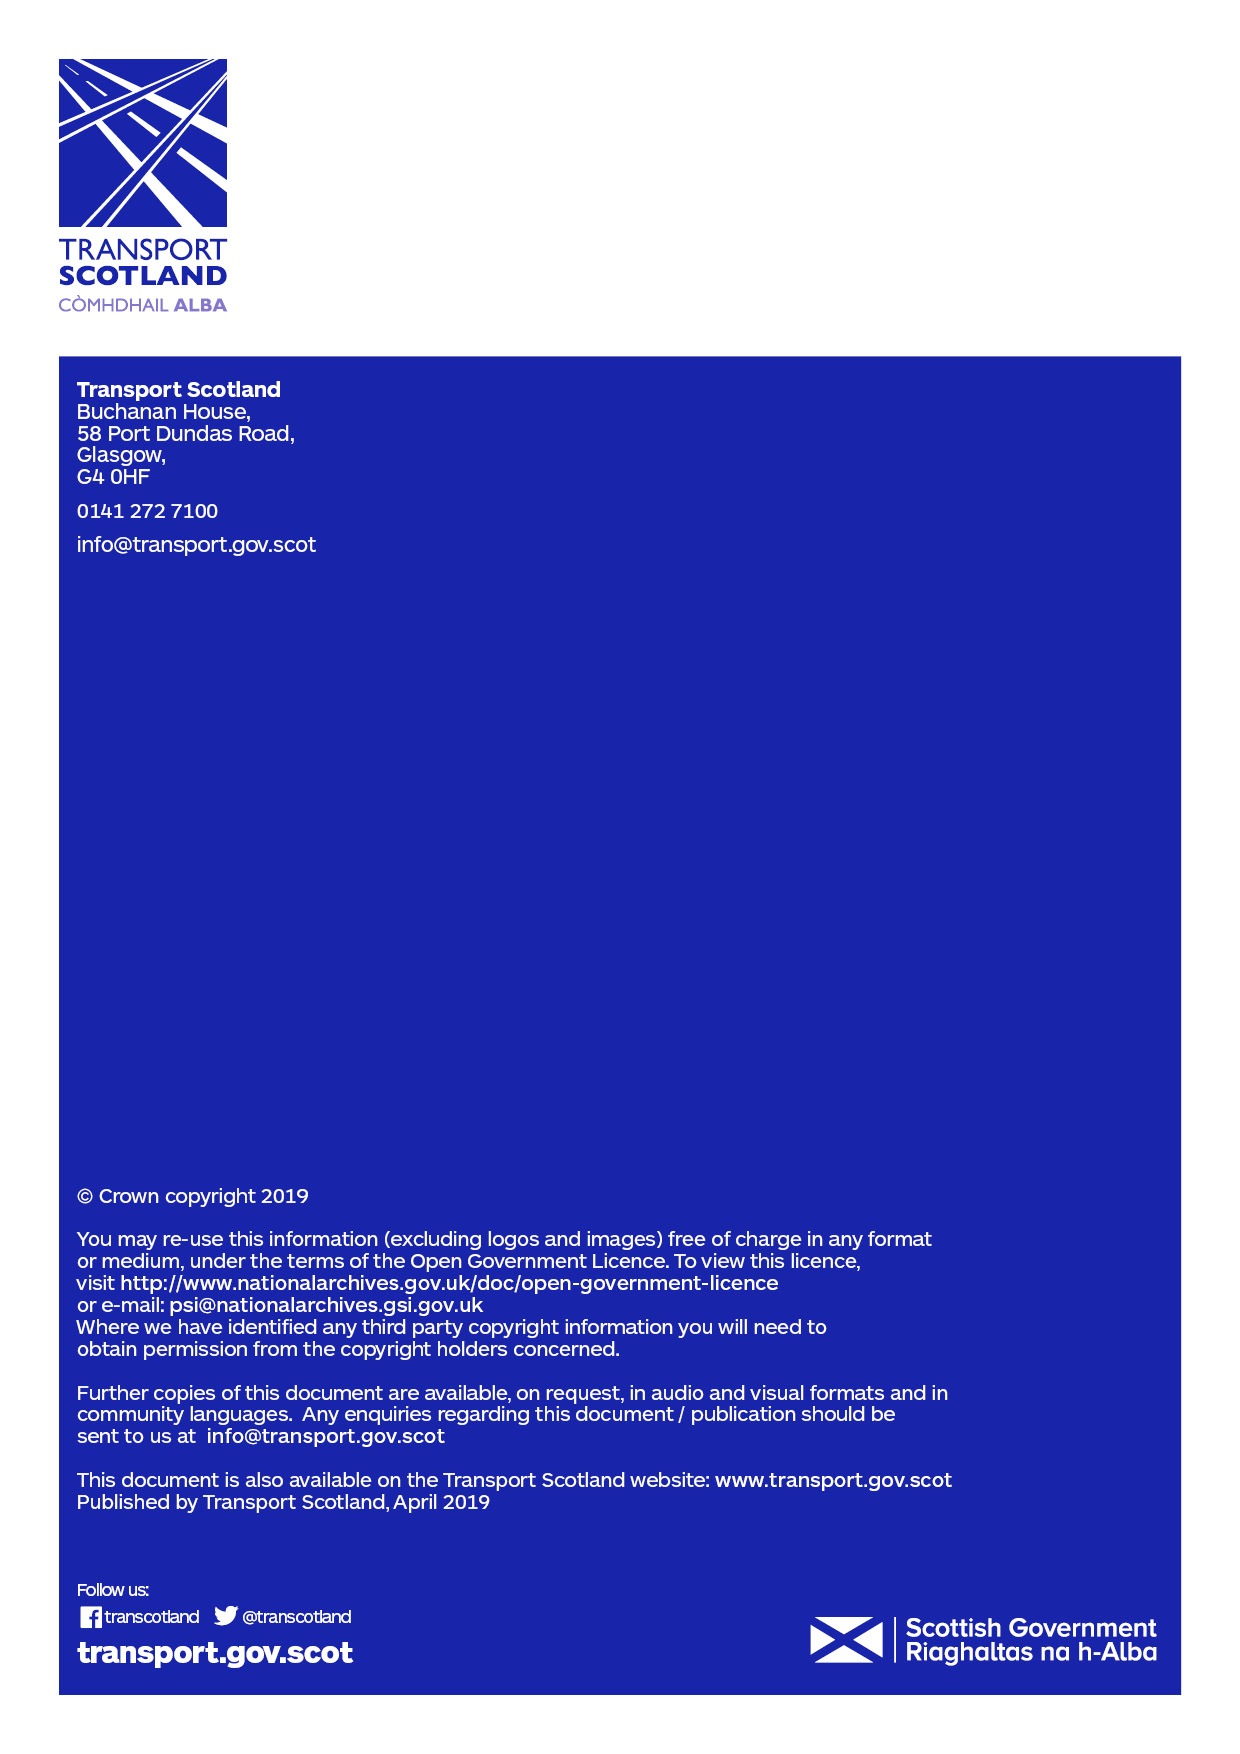 TRANSPORT
SCOTLAND
CÒMHDHAIL ALBA
Transport Scotland
Buchanan House,
58 Port Dundas Road,
Glasgow,
G4 0HF
0141 272 7100
info@transport.gov.scot
© Crown copyright 2019
You may re-use this information (excluding logos and images) free of charge in any format
or medium, under the terms of the Open Government Licence. To view this licence,
visit http://www.nationalarchives.gov.uk/doc/open-government-licence
or e-mail: psi@nationalarchives.gsi.gov.uk
Where we have identified any third party copyright information you will need to
obtain permission from the copyright holders concerned.
Further copies of this document are available, on request, in audio and visual formats and in
community languages.  Any enquiries regarding this document / publication should be
sent to us at  info@transport.gov.scot
This document is also available on the Transport Scotland website: www.transport.gov.scot
Published by Transport Scotland, April 2019
Follow us:
transcotland @transcotland
transport.gov.scot
Scottish Government
Riaghaltas na h-Alba